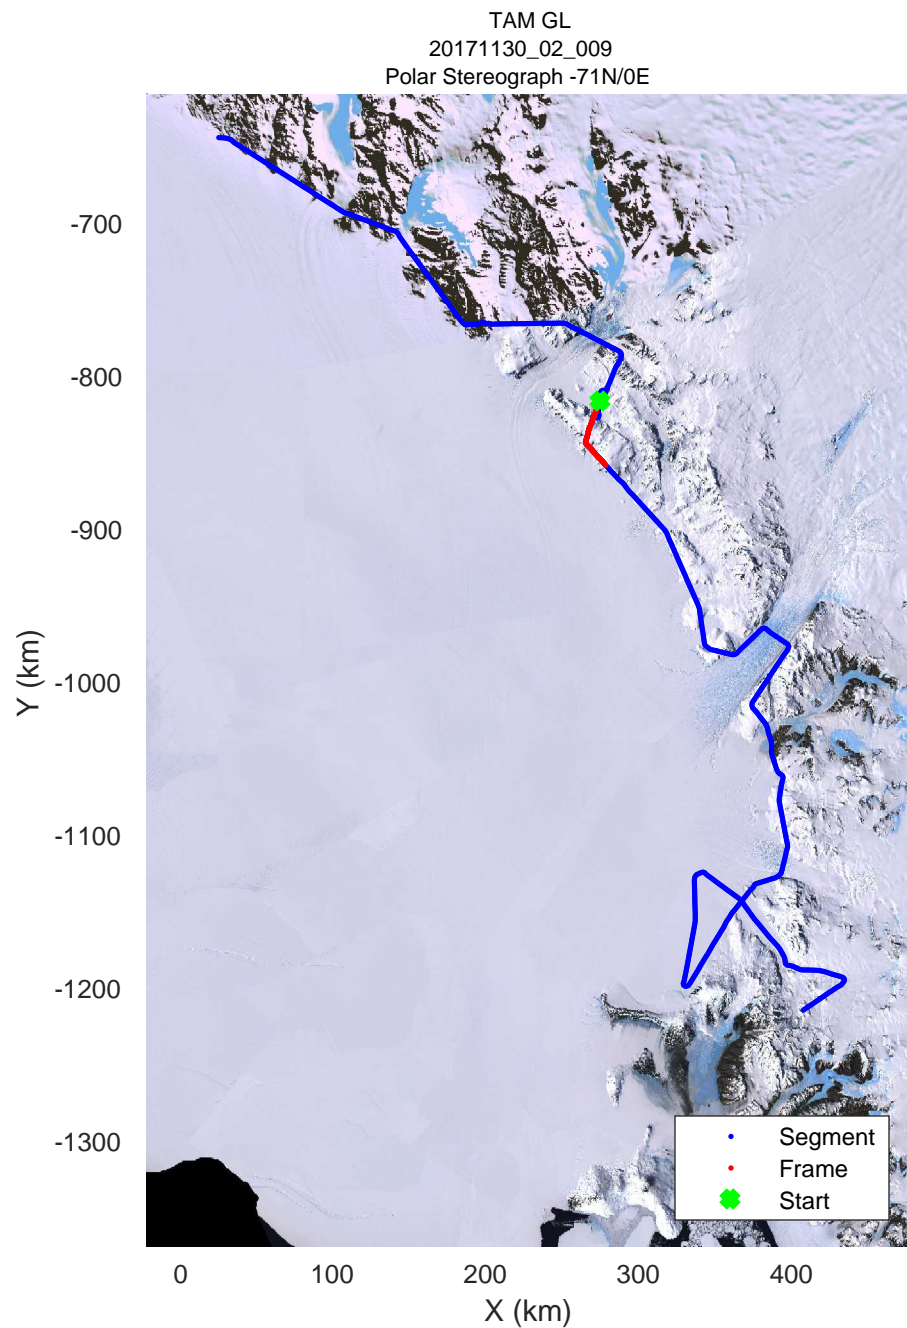 TAM GL
20171130_02_009
Polar Stereograph -71N/0E
-700
-800
-900
-1000
-1100
-1200
-1300
Y (km)
0 100 200 300 400
X (km)
Segment
Frame
Start